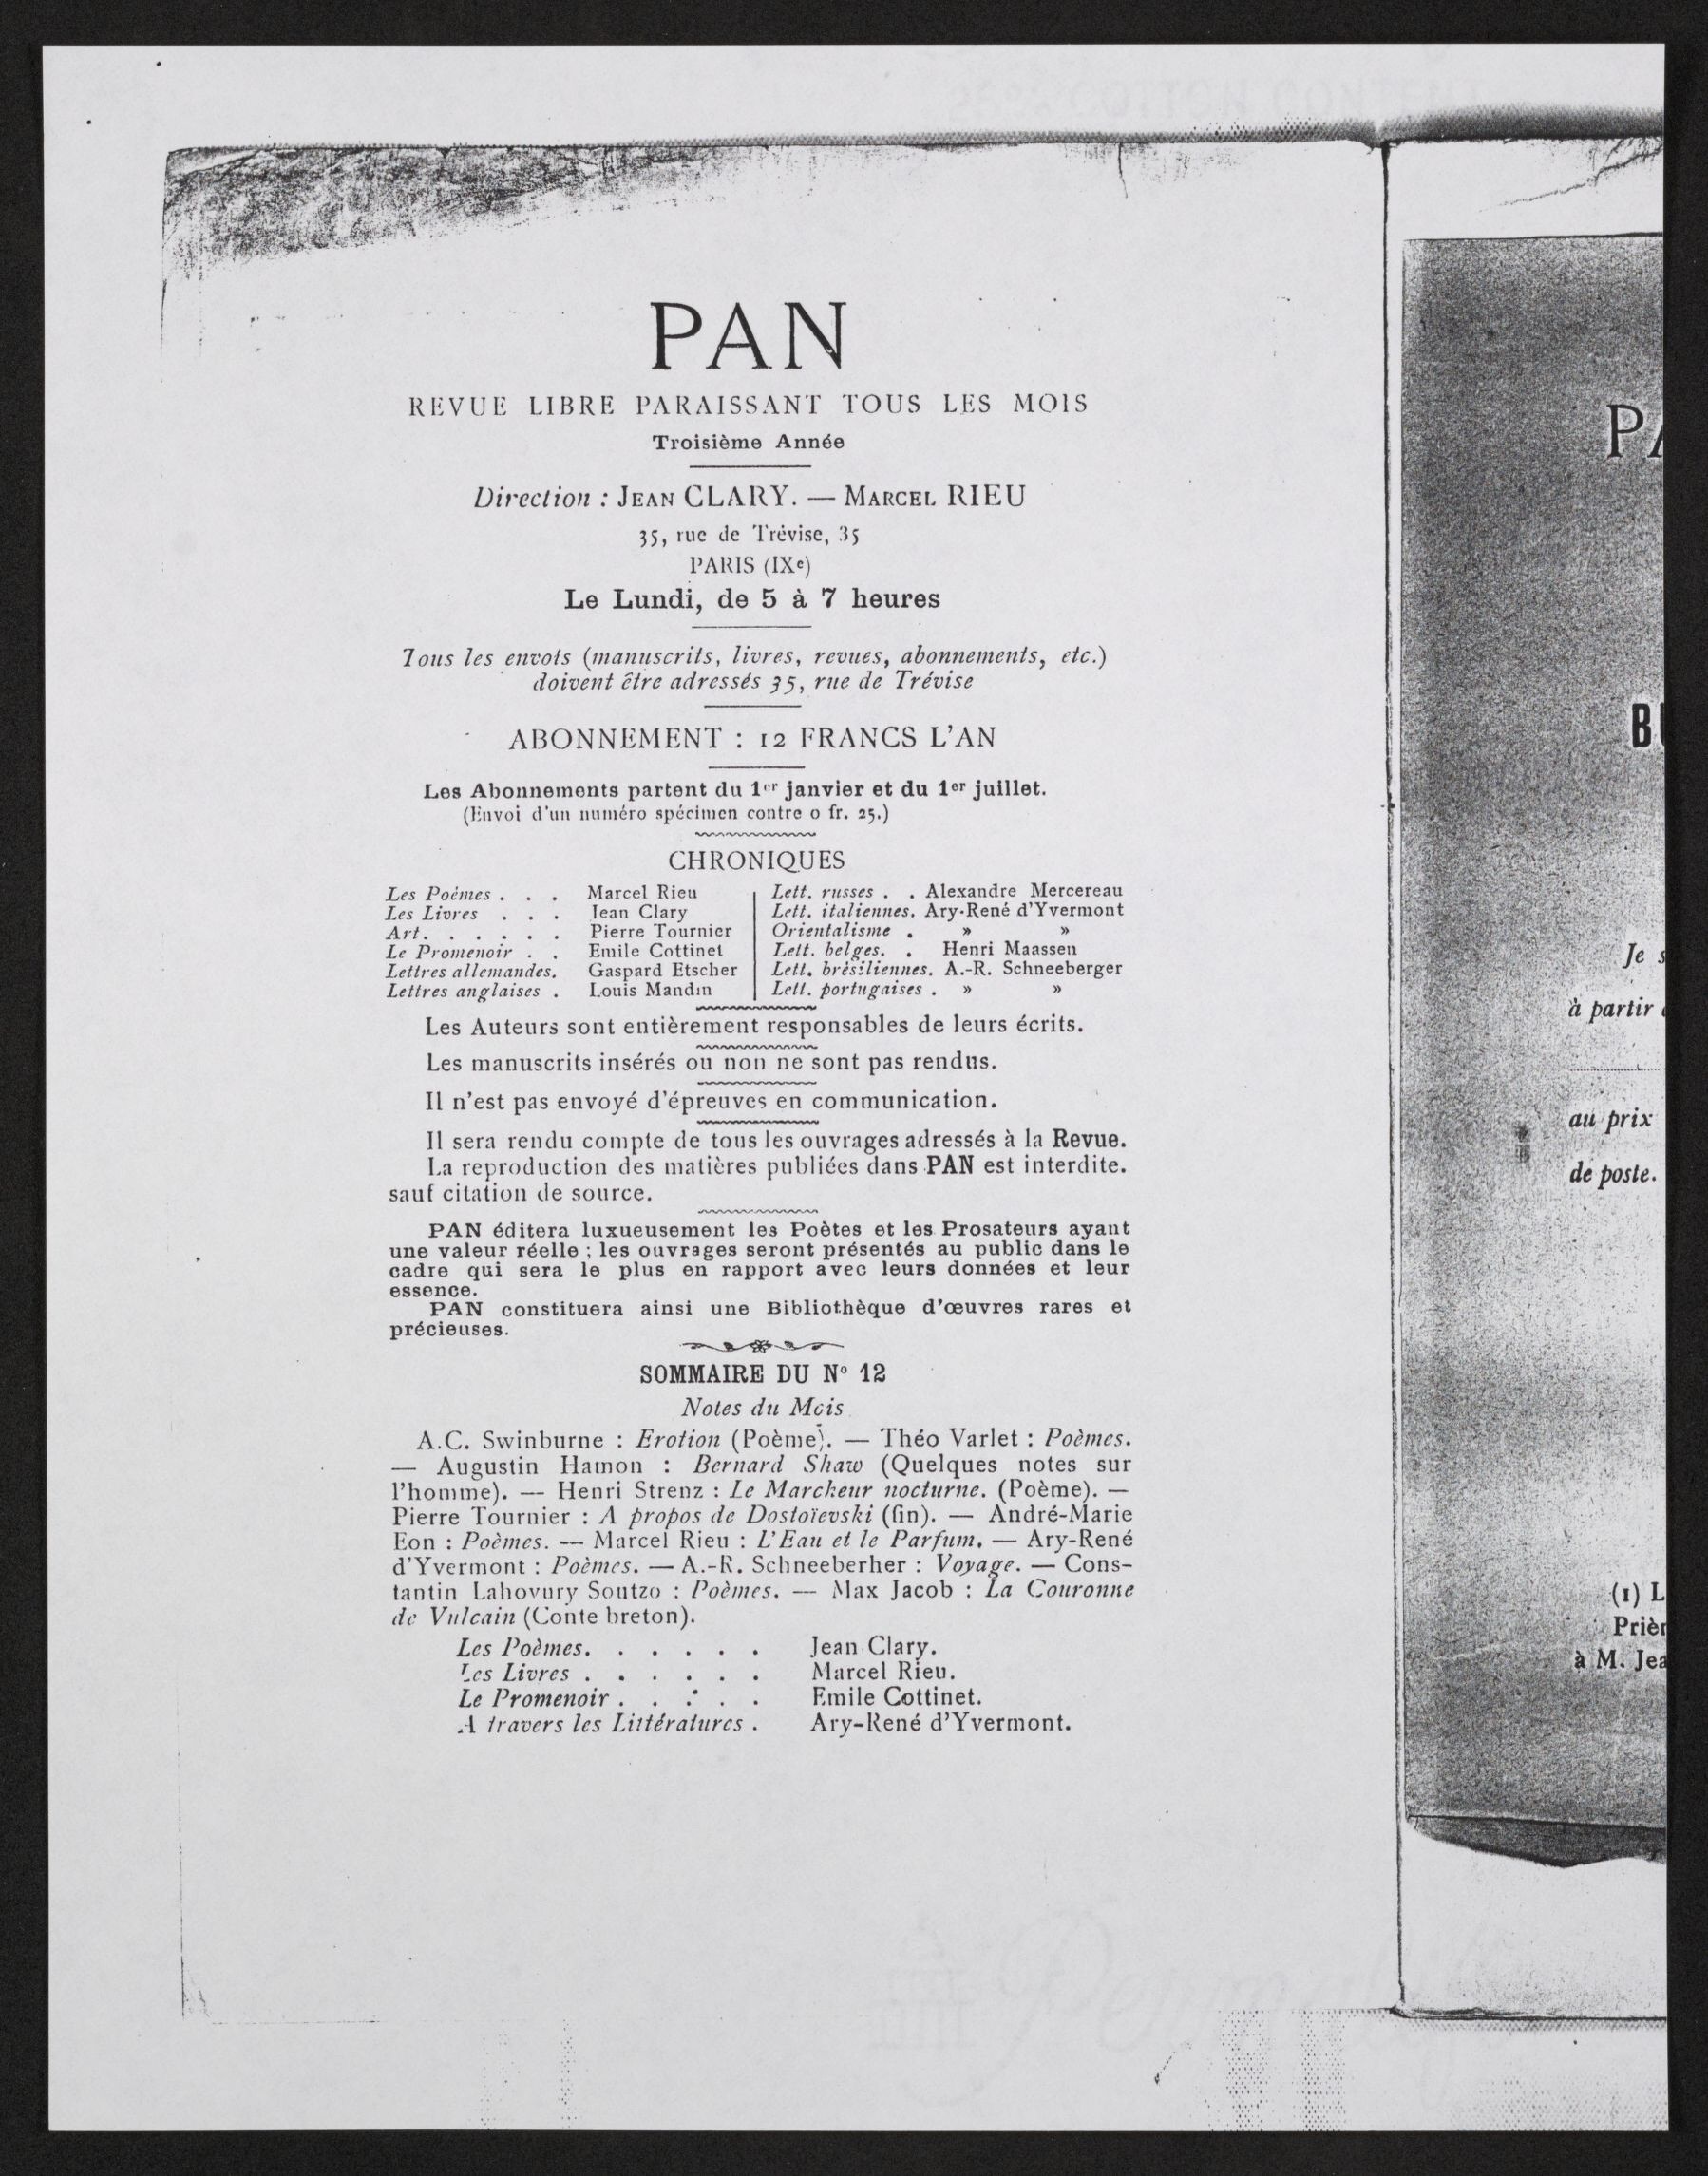 PAN
REVUE LIBRE PARAISSANT TOUS LES MOIS
Troisième Année
Direction : JEAN CLARY. — MARCEL RIEU
35, rue de Trévise, 35
PARIS (IXe)
Le Lundi, de 5 à 7 heures
Tous les envois (manuscrits, livres, revues, abonnements, etc.)
doivent être adressés 35, rue de Trévise
ABONNEMENT : 12 FRANCS L'AN
Les Abonnements partent du 1er janvier et du 1er juillet.
(Envoi d'un numéro spécimen contre 0 fr. 25.)
CHRONIQUES
Les Poèmes . . . Marcel Rieu
Les Livres . . . Jean Clary
Art. . . . . . Pierre Tournier
Le Promenoir . . Emile Cottinet
Lettres allemandes. Gaspard Etscher
Lettres anglaises . Louis Mandin
Lett. russes . . Alexandre Mercereau
Lett. italiennes. Ary-René d'Yvermont
Orientalisme . » »
Lett. belges. . Henri Maassen
Lett. brésiliennes. A.-R. Schneeberger
Lett. portugaises . » »
Les Auteurs sont entièrement responsables de leurs écrits.
Les manuscrits insérés ou non ne sont pas rendus.
Il n'est pas envoyé d'épreuves en communication.
Il sera rendu compte de tous les ouvrages adressés à la Revue.
La reproduction des matières publiées dans PAN est interdite.
sauf citation de source.
PAN éditera luxueusement les Poètes et les Prosateurs ayant
une valeur réelle ; les ouvrages seront présentés au public dans le
cadre qui sera le plus en rapport avec leurs données et leur
essence.
PAN constituera ainsi une Bibliothèque d'œuvres rares et
précieuses.
SOMMAIRE DU No 12
Notes du Mois
A.C. Swinburne : Erotion (Poème). — Théo Varlet : Poèmes.
— Augustin Hamon : Bernard Shaw (Quelques notes sur
l'homme). — Henri Strenz : Le Marcheur nocturne. (Poème). —
Pierre Tournier : A propos de Dostoïevski (fin). — André-Marie
Eon : Poèmes. — Marcel Rieu : L'Eau et le Parfum. — Ary-René
d'Yvermont : Poèmes. — A.-R. Schneeberher : Voyage. — Cons-
tantin Lahovury Soutzo : Poèmes. — Max Jacob : La Couronne
de Vulcain (Conte breton).
Les Poèmes. . . . . . Jean Clary.
Les Livres . . . . . . Marcel Rieu.
Le Promenoir . . . . . Emile Cottinet.
A travers les Littératures . Ary-René d'Yvermont.
Je
à partir
au prix
de poste.
(1) L
à M.